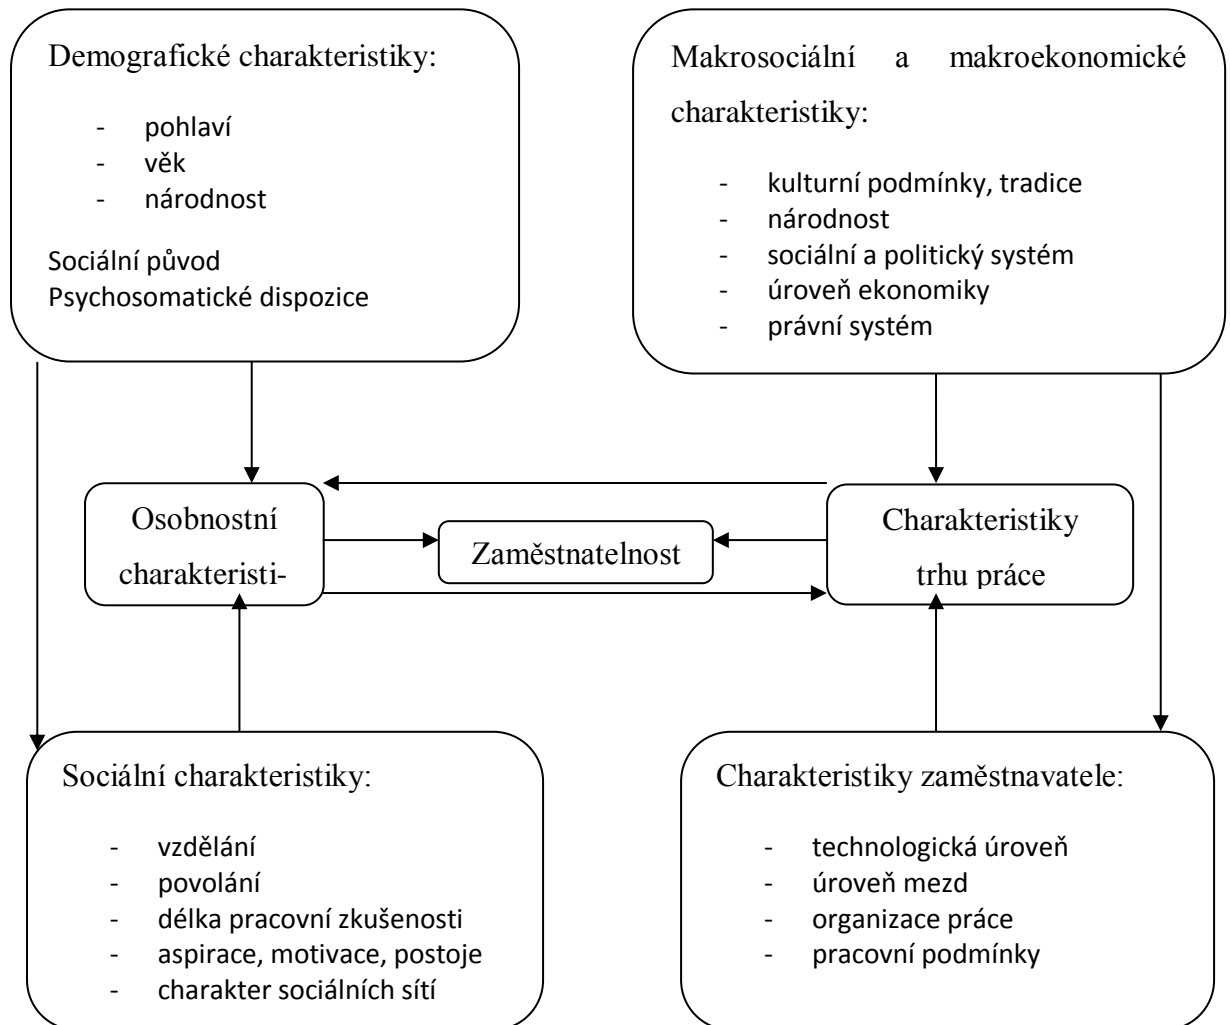 Demografické charakteristiky:
- pohlaví
- věk
- národnost
Sociální původ
Psychosomatické dispozice
Makrosociální a makroekonomické
charakteristiky:
- kulturní podmínky, tradice
- národnost
- sociální a politický systém
- úroveň ekonomiky
- právní systém
Osobnostní
charakteristi-
Zaměstnatelnost
Charakteristiky
trhu práce
Sociální charakteristiky:
- vzdělání
- povolání
- délka pracovní zkušenosti
- aspirace, motivace, postoje
- charakter sociálních sítí
Charakteristiky zaměstnavatele:
- technologická úroveň
- úroveň mezd
- organizace práce
- pracovní podmínky